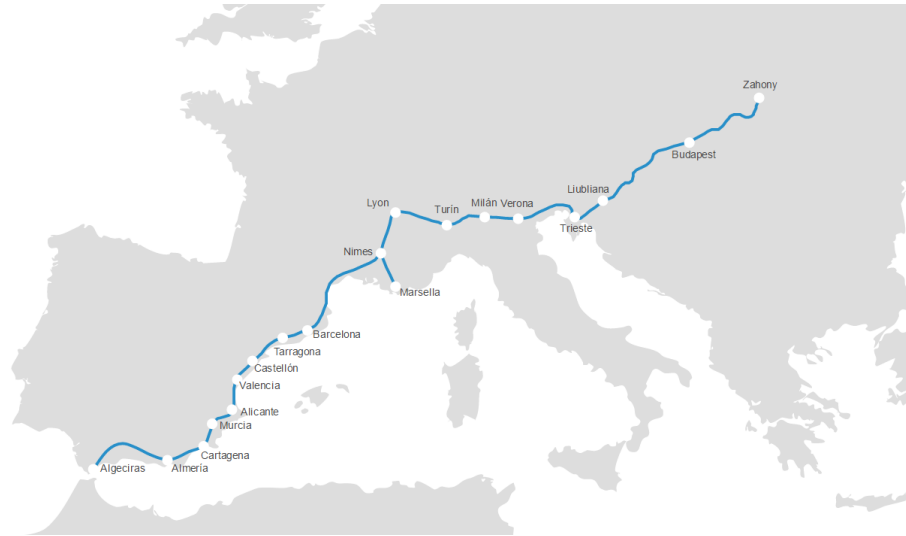 Zahony
Budapest
Liubliana
Lyon
Turín
Milán
Verona
Trieste
Nimes
Marsella
Barcelona
Tarragona
Castellón
Valencia
Alicante
Murcia
Cartagena
Algeciras
Almería